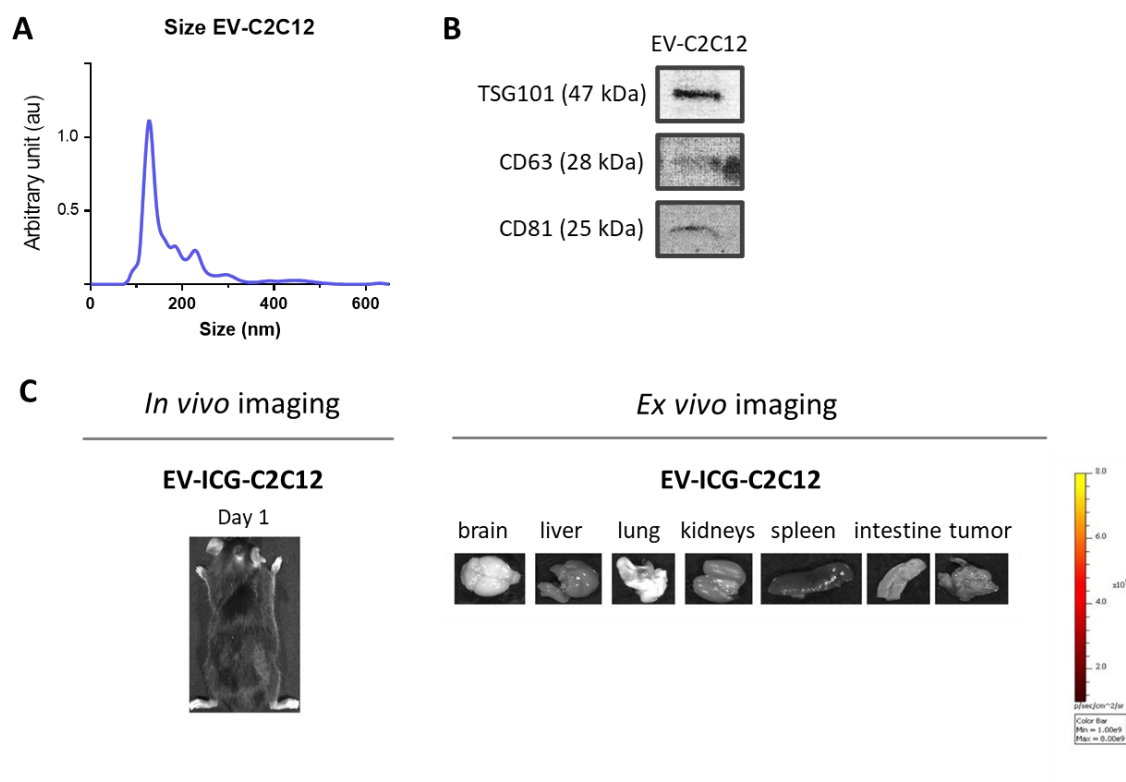 A
Size EV-C2C12
Arbitrary unit (au)
1.0
0.5
0 200 400 600
Size (nm)
B
EV-C2C12
TSG101 (47 kDa)
CD63 (28 kDa)
CD81 (25 kDa)
C
In vivo imaging
EV-ICG-C2C12
Day 1
Ex vivo imaging
EV-ICG-C2C12
brain liver lung kidneys spleen intestine tumor
8.0
6.0
4.0
2.0
p/sec/cm^2/sr
Color Bar
Min = 1.00e9
Max = 8.00e9